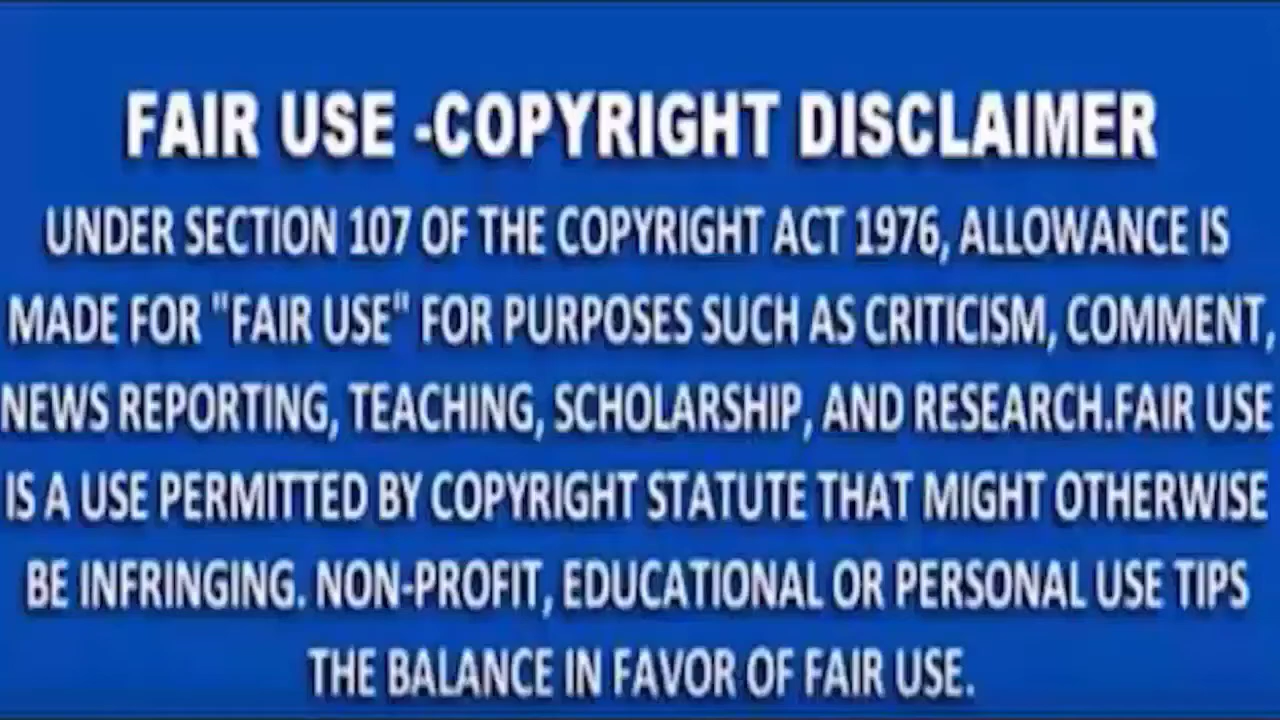 FAIR USE -COPYRIGHT DISCLAIMER
UNDER SECTION 107 OF THE COPYRIGHT ACT 1976, ALLOWANCE IS
MADE FOR "FAIR USE" FOR PURPOSES SUCH AS CRITICISM, COMMENT,
NEWS REPORTING, TEACHING, SCHOLARSHIP, AND RESEARCH.FAIR USE
IS A USE PERMITTED BY COPYRIGHT STATUTE THAT MIGHT OTHERWISE
BE INFRINGING. NON-PROFIT, EDUCATIONAL OR PERSONAL USE TIPS
THE BALANCE IN FAVOR OF FAIR USE.